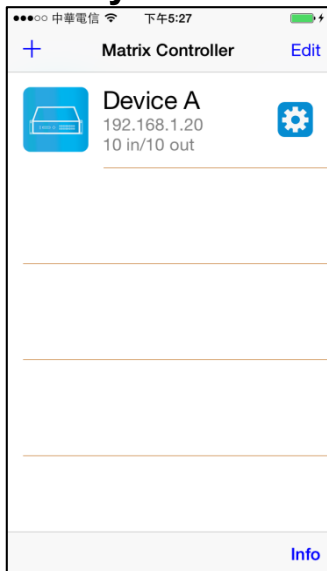 中華電信 下午5:27
+ Matrix Controller Edit
Device A
192.168.1.20
10 in/10 out
Info